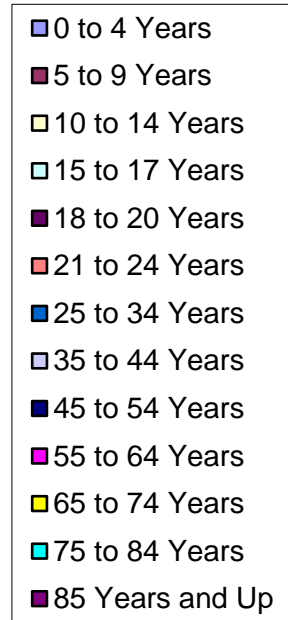 0 to 4 Years
5 to 9 Years
10 to 14 Years
15 to 17 Years
18 to 20 Years
21 to 24 Years
25 to 34 Years
35 to 44 Years
45 to 54 Years
55 to 64 Years
65 to 74 Years
75 to 84 Years
85 Years and Up